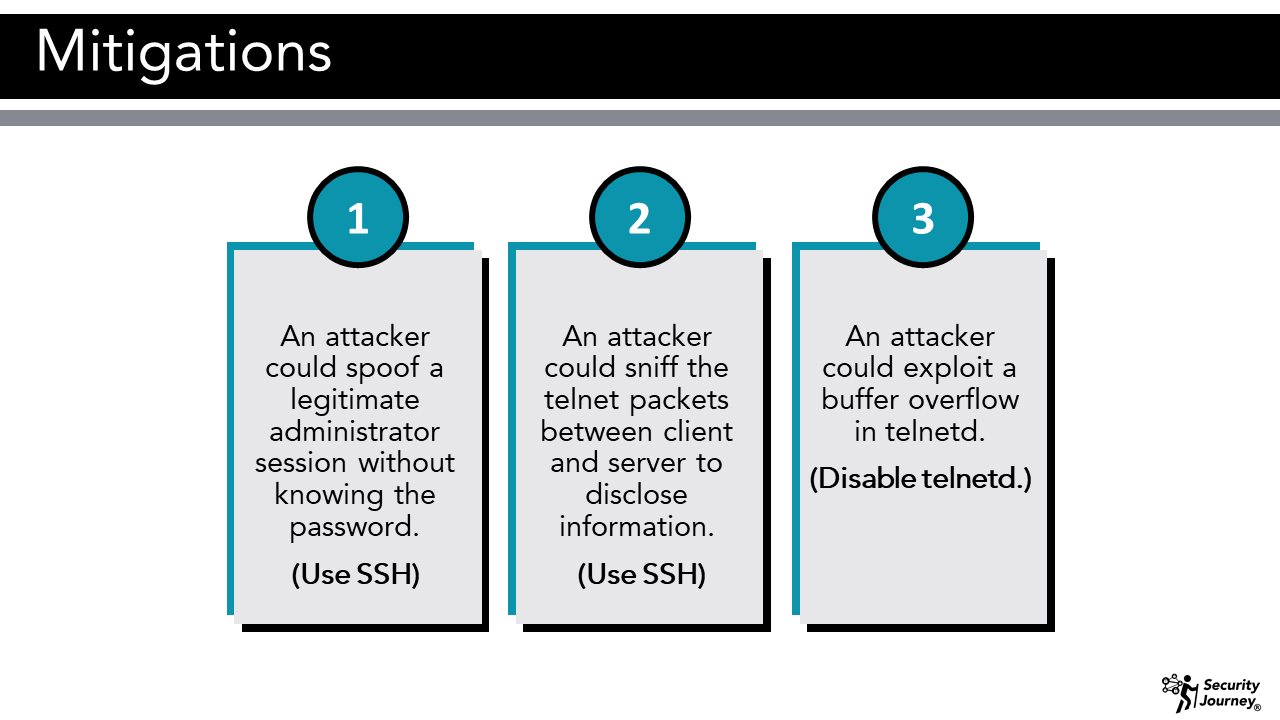 Mitigations
1
An attacker
could spoof a
legitimate
administrator
session without
knowing the
password.
(Use SSH)
2
An attacker
could sniff the
telnet packets
between client
and server to
disclose
information.
(Use SSH)
3
An attacker
could exploit a
buffer overflow
in telnetd.
(Disable telnetd.)
Security
Journey®